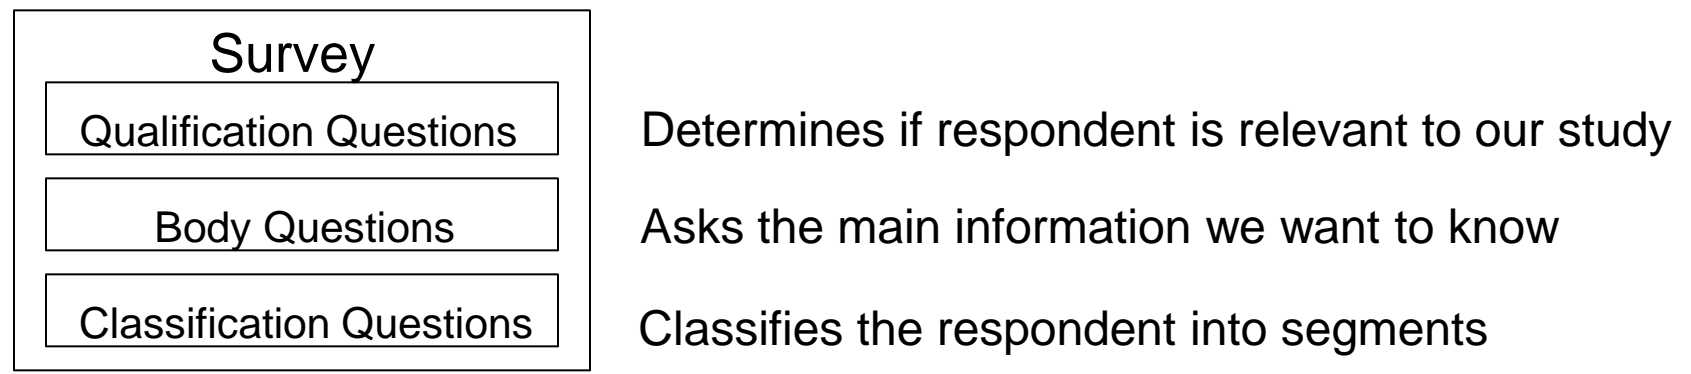 Survey
Qualification Questions
Determines if respondent is relevant to our study
Body Questions
Asks the main information we want to know
Classification Questions
Classifies the respondent into segments